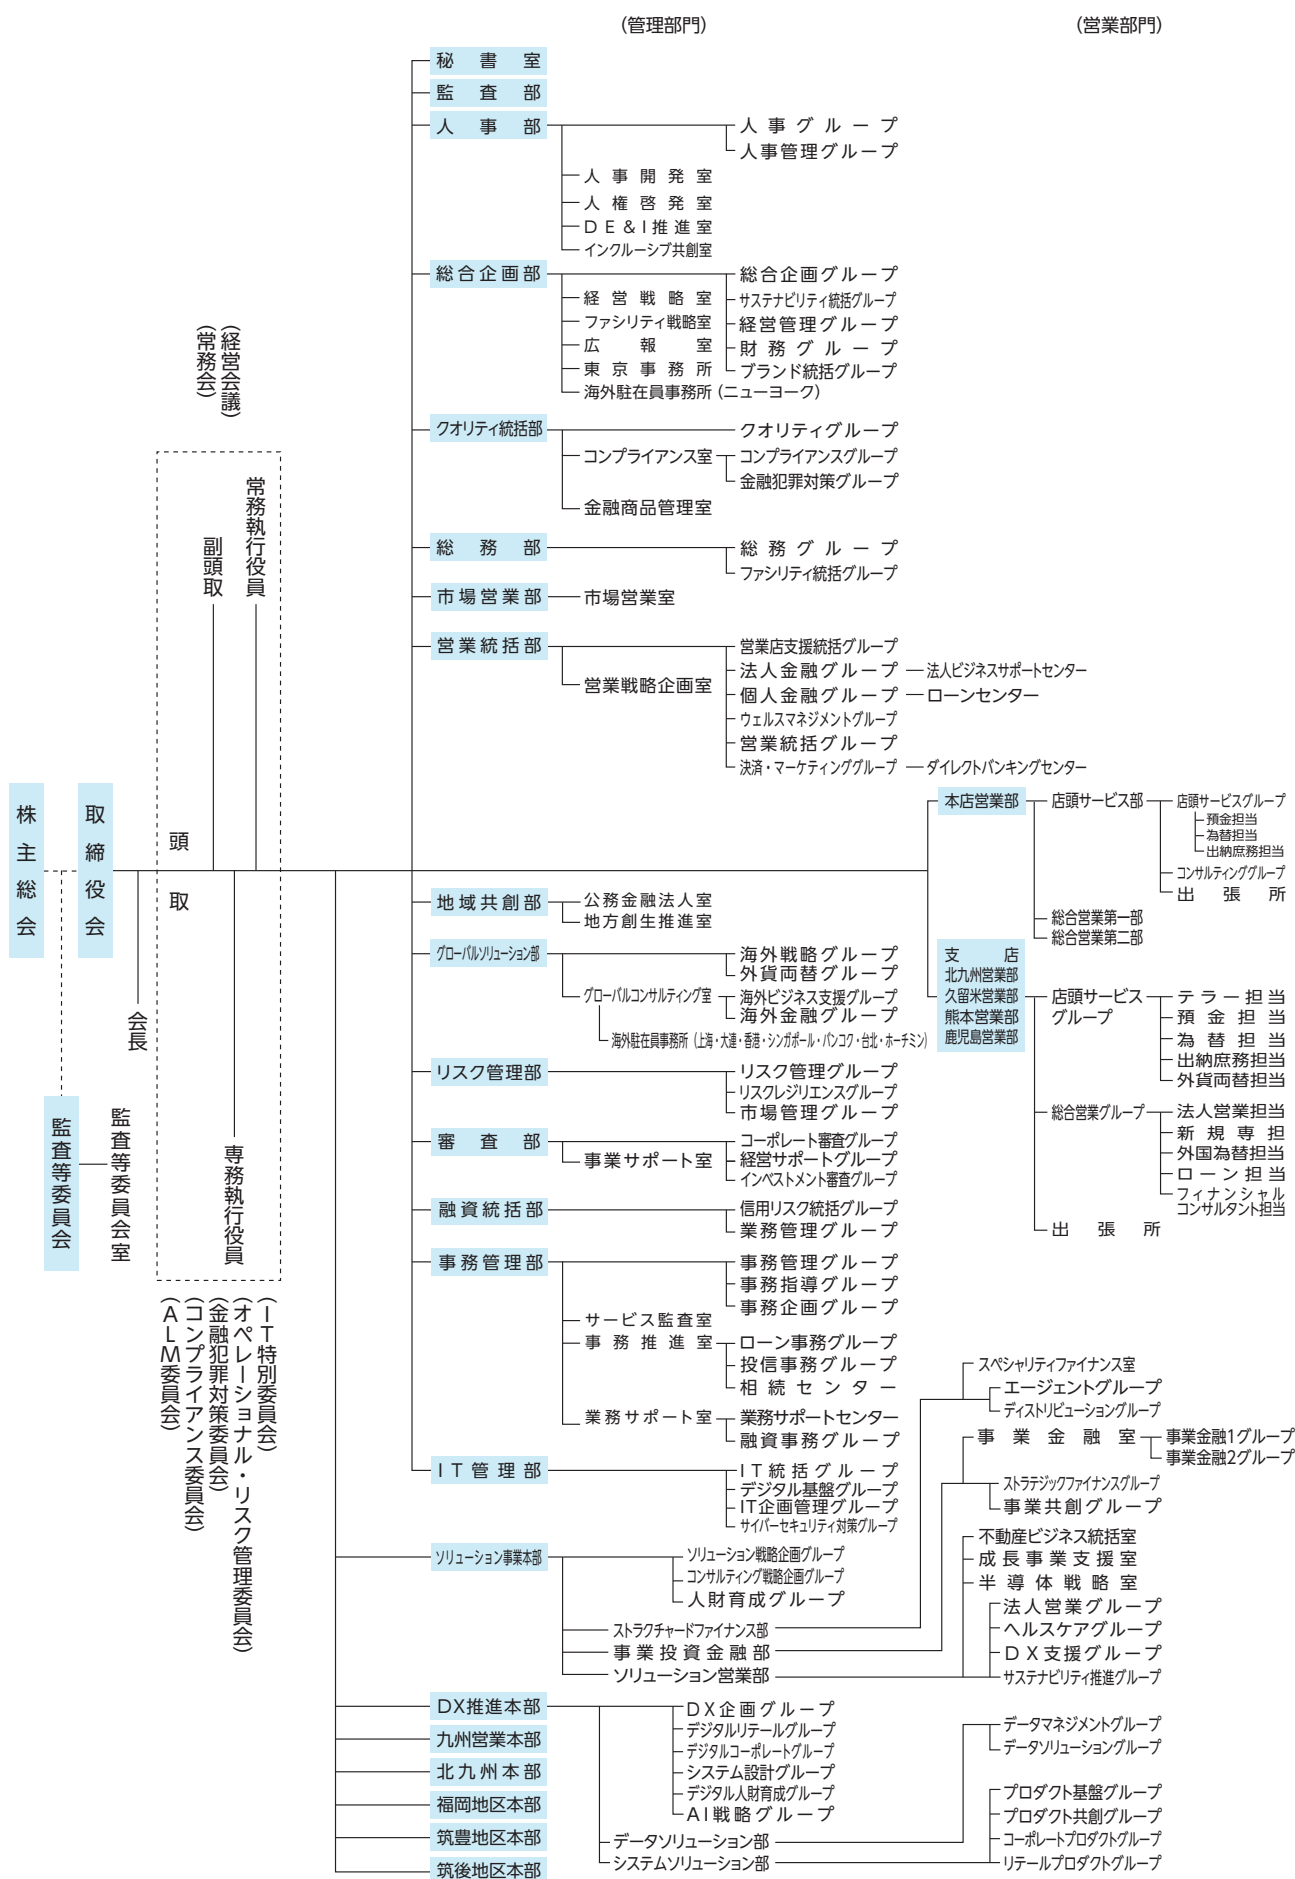 (管理部門)
(営業部門)
秘書室
監査部
人事部
人事グループ
人事管理グループ
人事開発室
人権啓発室
DE&I推進室
インクルーシブ共創室
総合企画部
総合企画グループ
経営戦略室
サステナビリティ統括グループ
ファシリティ戦略室
経営管理グループ
広報室
財務グループ
東京事務所
ブランド統括グループ
海外駐在員事務所(ニューヨーク)
クオリティ統括部
クオリティグループ
コンプライアンス室
コンプライアンスグループ
金融犯罪対策グループ
金融商品管理室
総務部
総務グループ
ファシリティ統括グループ
市場営業部
市場営業室
営業統括部
営業店支援統括グループ
法人金融グループ
法人ビジネスサポートセンター
営業戦略企画室
個人金融グループ
ローンセンター
ウェルスマネジメントグループ
営業統括グループ
決済・マーケティンググループ
ダイレクトバンキングセンター
(経営会議)
(常務会)
常務執行役員
副頭取
株主総会
取締役会
頭取
会長
監査等委員会
監査等委員会室
専務執行役員
(IT特別委員会)
(オペレーショナル・リスク管理委員会)
(金融犯罪対策委員会)
(コンプライアンス委員会)
(ALM委員会)
本店営業部
店頭サービス部
店頭サービスグループ
預金担当
為替担当
出納庶務担当
コンサルティンググループ
出張所
総合営業第一部
総合営業第二部
支店
北九州営業部
久留米営業部
熊本営業部
鹿児島営業部
店頭サービス
グループ
テラー担当
預金担当
為替担当
出納庶務担当
外貨両替担当
総合営業グループ
法人営業担当
新規専担
外国為替担当
ローン担当
フィナンシャル
コンサルタント担当
出張所
地域共創部
公務金融法人室
地方創生推進室
グローバルソリューション部
海外戦略グループ
外貨両替グループ
グローバルコンサルティング室
海外ビジネス支援グループ
海外金融グループ
海外駐在員事務所(上海・大連・香港・シンガポール・バンコク・台北・ホーチミン)
リスク管理部
リスク管理グループ
リスクレジリエンスグループ
市場管理グループ
審査部
コーポレート審査グループ
事業サポート室
経営サポートグループ
インベストメント審査グループ
融資統括部
信用リスク統括グループ
業務管理グループ
事務管理部
事務管理グループ
事務指導グループ
事務企画グループ
サービス監査室
事務推進室
ローン事務グループ
投信事務グループ
相続センター
業務サポート室
業務サポートセンター
融資事務グループ
IT管理部
IT統括グループ
デジタル基盤グループ
IT企画管理グループ
サイバーセキュリティ対策グループ
ソリューション事業本部
ソリューション戦略企画グループ
コンサルティング戦略企画グループ
人財育成グループ
ストラクチャードファイナンス部
事業投資金融部
ソリューション営業部
スペシャリティファイナンス室
エージェントグループ
ディストリビューショングループ
事業金融室
事業金融1グループ
事業金融2グループ
ストラテジックファイナンスグループ
事業共創グループ
不動産ビジネス統括室
成長事業支援室
半導体戦略室
法人営業グループ
ヘルスケアグループ
DX支援グループ
サステナビリティ推進グループ
DX推進本部
DX企画グループ
デジタルリテールグループ
デジタルコーポレートグループ
システム設計グループ
デジタル人財育成グループ
AI戦略グループ
データソリューション部
システムソリューション部
データマネジメントグループ
データソリューショングループ
プロダクト基盤グループ
プロダクト共創グループ
コーポレートプロダクトグループ
リテールプロダクトグループ
九州営業本部
北九州本部
福岡地区本部
筑豊地区本部
筑後地区本部